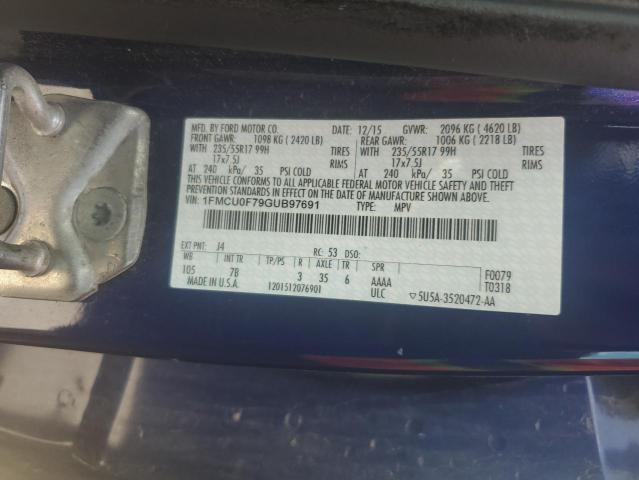 MFD. BY FORD MOTOR CO. 12/15 GVWR: 2096 KG ( 4620 LB)
FRONT GAWR: 1098 KG ( 2420 LB) REAR GAWR: 1006 KG ( 2218 LB)
WITH 235/55R17 99H TIRES WITH 235/55R17 99H TIRES
17x7.5J RIMS 17x7.5J RIMS
AT 240 kPa/ 35 PSI COLD AT 240 kPa/ 35 PSI COLD
THIS VEHICLE CONFORMS TO ALL APPLICABLE FEDERAL MOTOR VEHICLE SAFETY AND THEFT PREVENTION STANDARDS IN EFFECT ON THE DATE OF MANUFACTURE SHOWN ABOVE.
VIN: 1FMCU0F79GUB97691 TYPE: MPV
EXT PNT: J4 RC: 53 DSO:
WB INT TR TP/PS R AXLE TR SPR F0079
105 7B 3 35 6 AAAA T0318
MADE IN U.S.A. 1201512076901 ULC ▽5U5A-3520472-AA